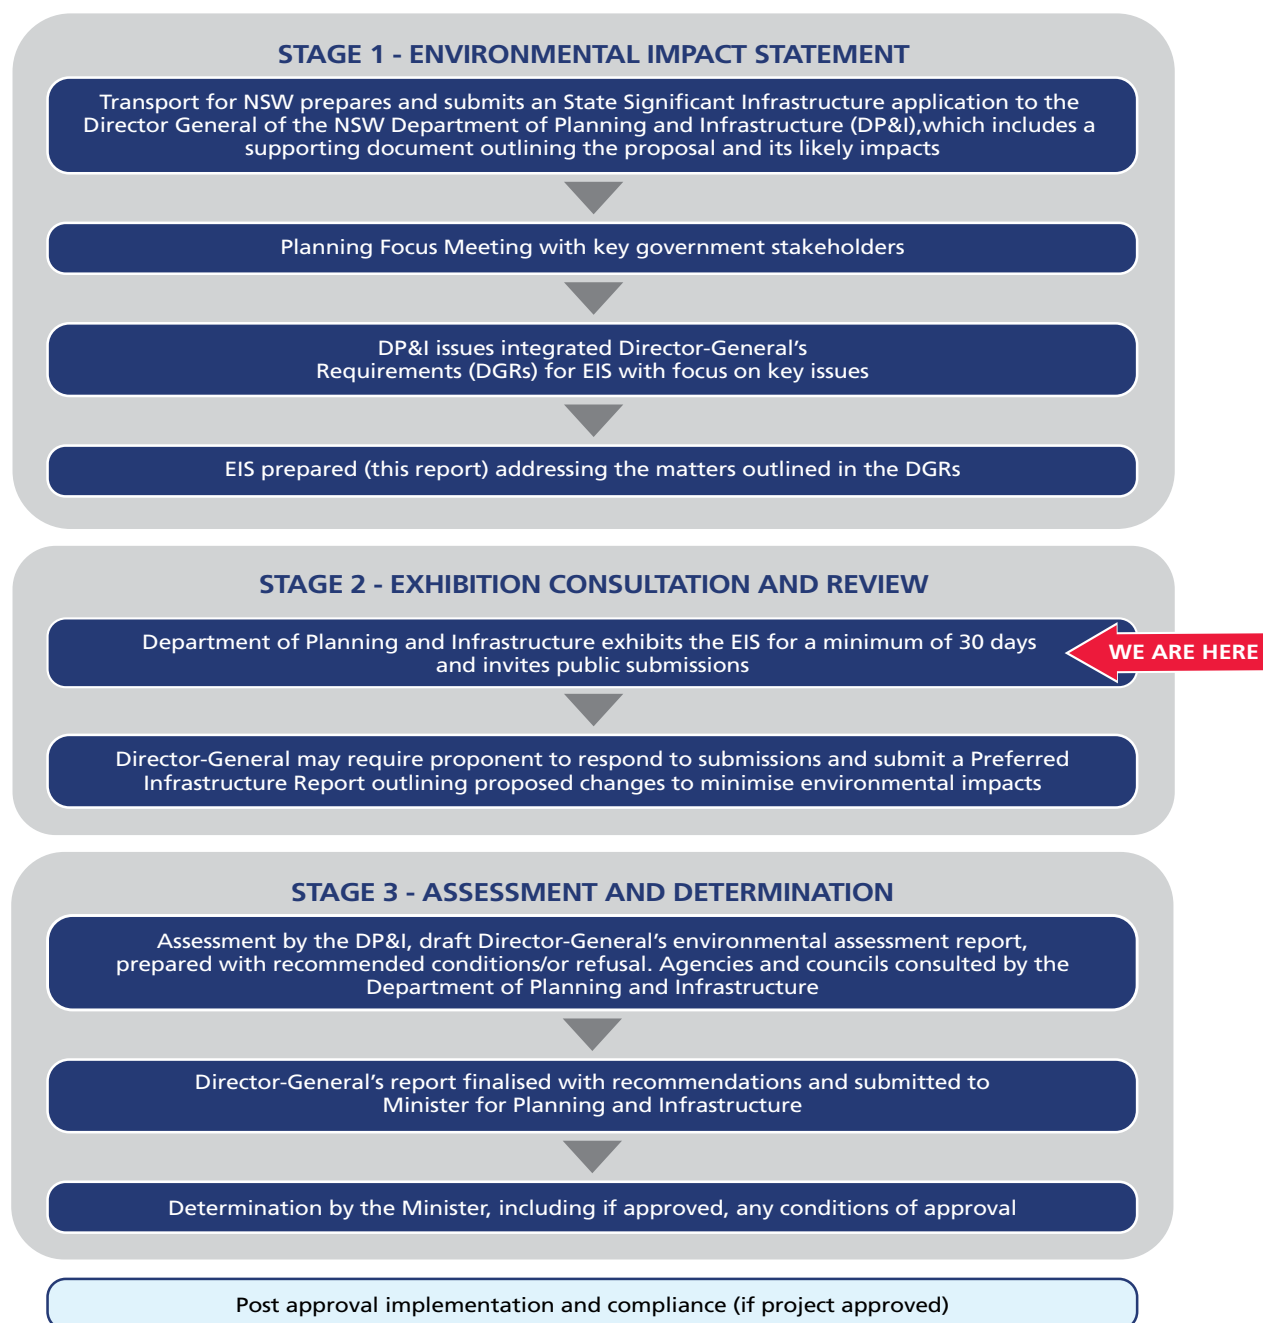 STAGE 1 - ENVIRONMENTAL IMPACT STATEMENT
Transport for NSW prepares and submits an State Significant Infrastructure application to the
Director General of the NSW Department of Planning and Infrastructure (DP&I),which includes a
supporting document outlining the proposal and its likely impacts
Planning Focus Meeting with key government stakeholders
DP&I issues integrated Director-General’s
Requirements (DGRs) for EIS with focus on key issues
EIS prepared (this report) addressing the matters outlined in the DGRs
STAGE 2 - EXHIBITION CONSULTATION AND REVIEW
Department of Planning and Infrastructure exhibits the EIS for a minimum of 30 days
and invites public submissions
WE ARE HERE
Director-General may require proponent to respond to submissions and submit a Preferred
Infrastructure Report outlining proposed changes to minimise environmental impacts
STAGE 3 - ASSESSMENT AND DETERMINATION
Assessment by the DP&I, draft Director-General’s environmental assessment report,
prepared with recommended conditions/or refusal. Agencies and councils consulted by the
Department of Planning and Infrastructure
Director-General’s report finalised with recommendations and submitted to
Minister for Planning and Infrastructure
Determination by the Minister, including if approved, any conditions of approval
Post approval implementation and compliance (if project approved)